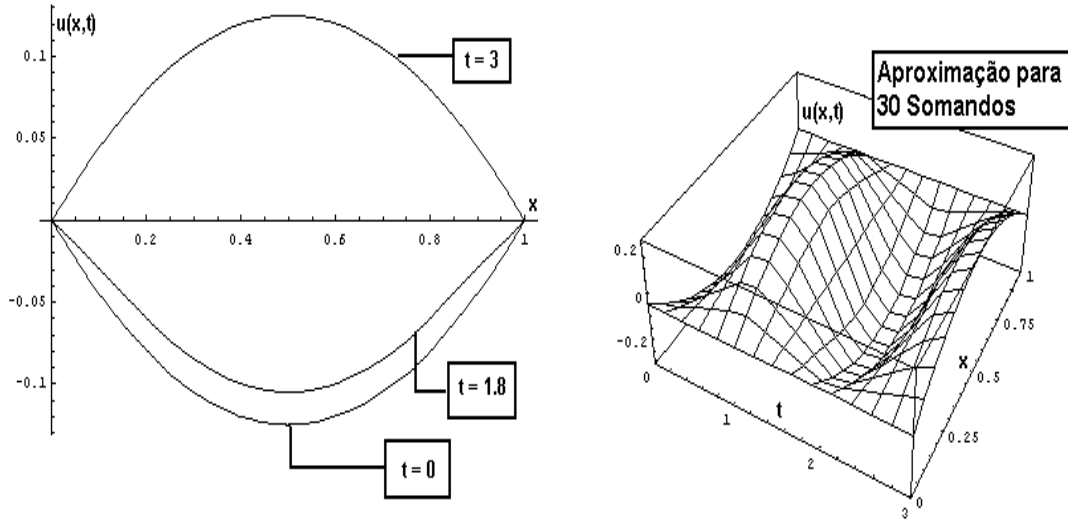 u(x,t)
0.1
t = 3
0.05
x
0.2
0.4
0.6
0.8
1
-0.05
-0.1
t = 1.8
t = 0
Aproximação para
30 Somandos
u(x,t)
0.2
0
-0.2
0
1
t
2
3
0
0.25
0.5
x
0.75
1